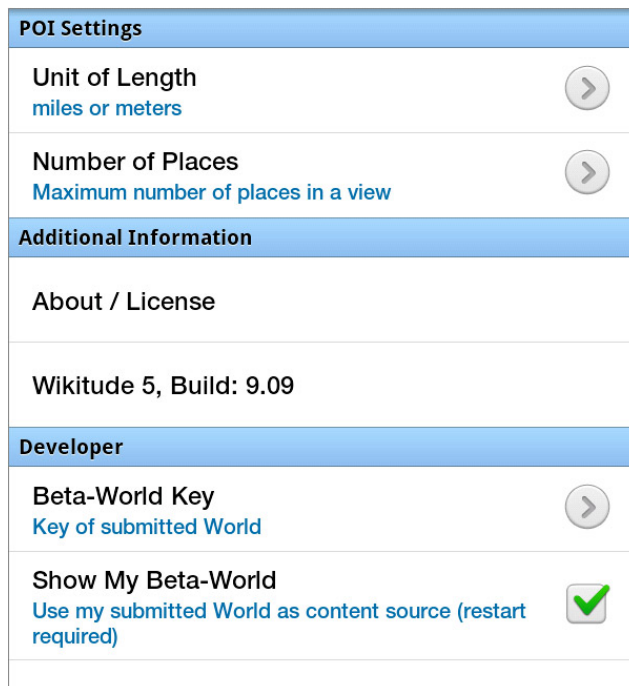 POI Settings
Unit of Length
miles or meters
Number of Places
Maximum number of places in a view
Additional Information
About / License
Wikitude 5, Build: 9.09
Developer
Beta-World Key
Key of submitted World
Show My Beta-World
Use my submitted World as content source (restart
required)